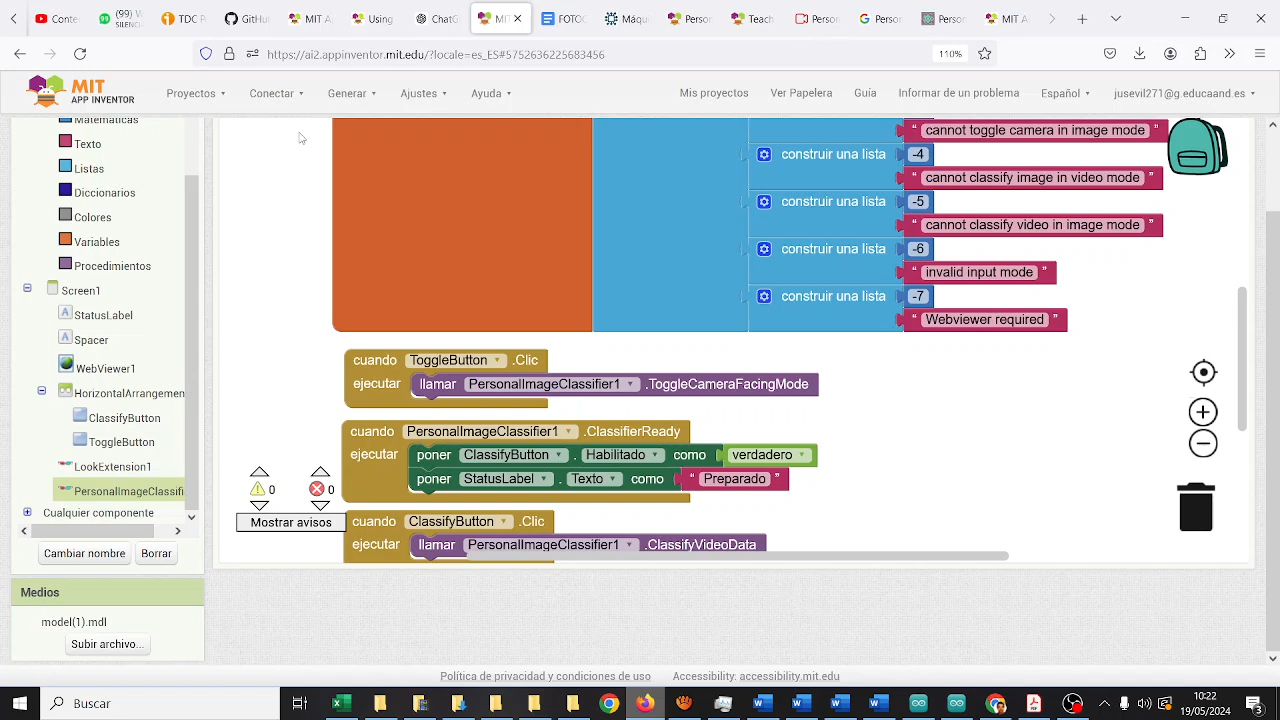 Conte
(99)
SERVI
TDC F
GitHu
MIT A
Using
ChatG
MIT
FOTO
Máqu
Perso
Teach
Perso
Perso
Perso
MIT A
https://ai2.appinventor.mit.edu/?locale=es_ES#5752636225683456
110%
MIT
APP INVENTOR
Proyectos
Conectar
Generar
Ajustes
Ayuda
Mis proyectos
Ver Papelera
Guía
Informar de un problema
Español
jusevil271@g.educaand.es
Matemáticas
Texto
Listas
Diccionarios
Colores
Variables
Procedimientos
Screen1
StatusLabel
Spacer
WebViewer1
HorizontalArrangemen
ClassifyButton
ToggleButton
LookExtension1
PersonalImageClassifi
Cualquier componente
Cambiar nombre
Borrar
Medios
model(1).mdl
Subir archivo...
" cannot toggle camera in image mode "
construir una lista -4
" cannot classify image in video mode "
construir una lista -5
" cannot classify video in image mode "
construir una lista -6
" invalid input mode "
construir una lista -7
" Webviewer required "
cuando ToggleButton .Clic
ejecutar llamar PersonalImageClassifier1 .ToggleCameraFacingMode
cuando PersonalImageClassifier1 .ClassifierReady
ejecutar poner ClassifyButton . Habilitado como verdadero
poner StatusLabel . Texto como " Preparado "
cuando ClassifyButton .Clic
ejecutar llamar PersonalImageClassifier1 .ClassifyVideoData
0 0
Mostrar avisos
Política de privacidad y condiciones de uso
Accessibility: accessibility.mit.edu
Buscar
10:22
19/05/2024
3